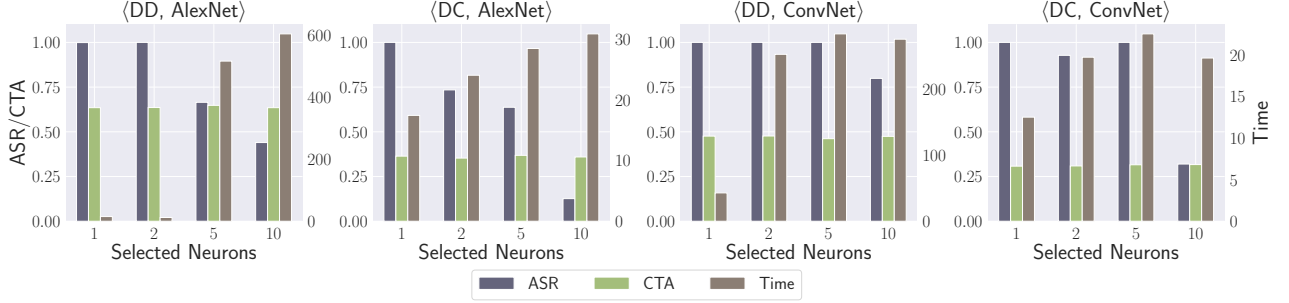 ⟨DD, AlexNet⟩
⟨DC, AlexNet⟩
⟨DD, ConvNet⟩
⟨DC, ConvNet⟩
ASR/CTA
1.00
0.75
0.50
0.25
0.00
600
400
200
0
1 2 5 10
Selected Neurons
1.00
0.75
0.50
0.25
0.00
30
20
10
0
1 2 5 10
Selected Neurons
1.00
0.75
0.50
0.25
0.00
200
100
0
1 2 5 10
Selected Neurons
1.00
0.75
0.50
0.25
0.00
20
15
10
5
0
1 2 5 10
Selected Neurons
Time
ASR CTA Time